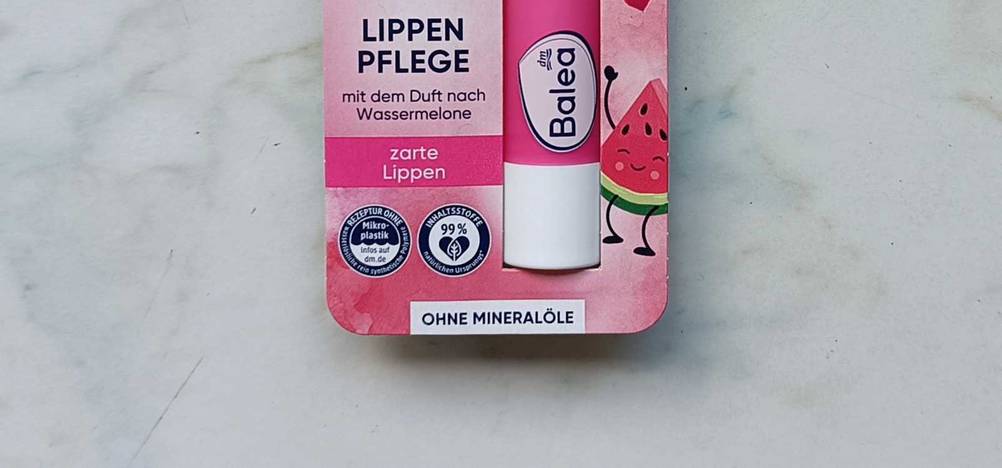 LIPPEN
PFLEGE
mit dem Duft nach
Wassermelone
zarte
Lippen
dm
Balea
REZEPTUR OHNE
Mikro-
plastik
infos auf
dm.de
INHALTSSTOFFE
99%
natürlichen Ursprungs*
OHNE MINERALÖLE